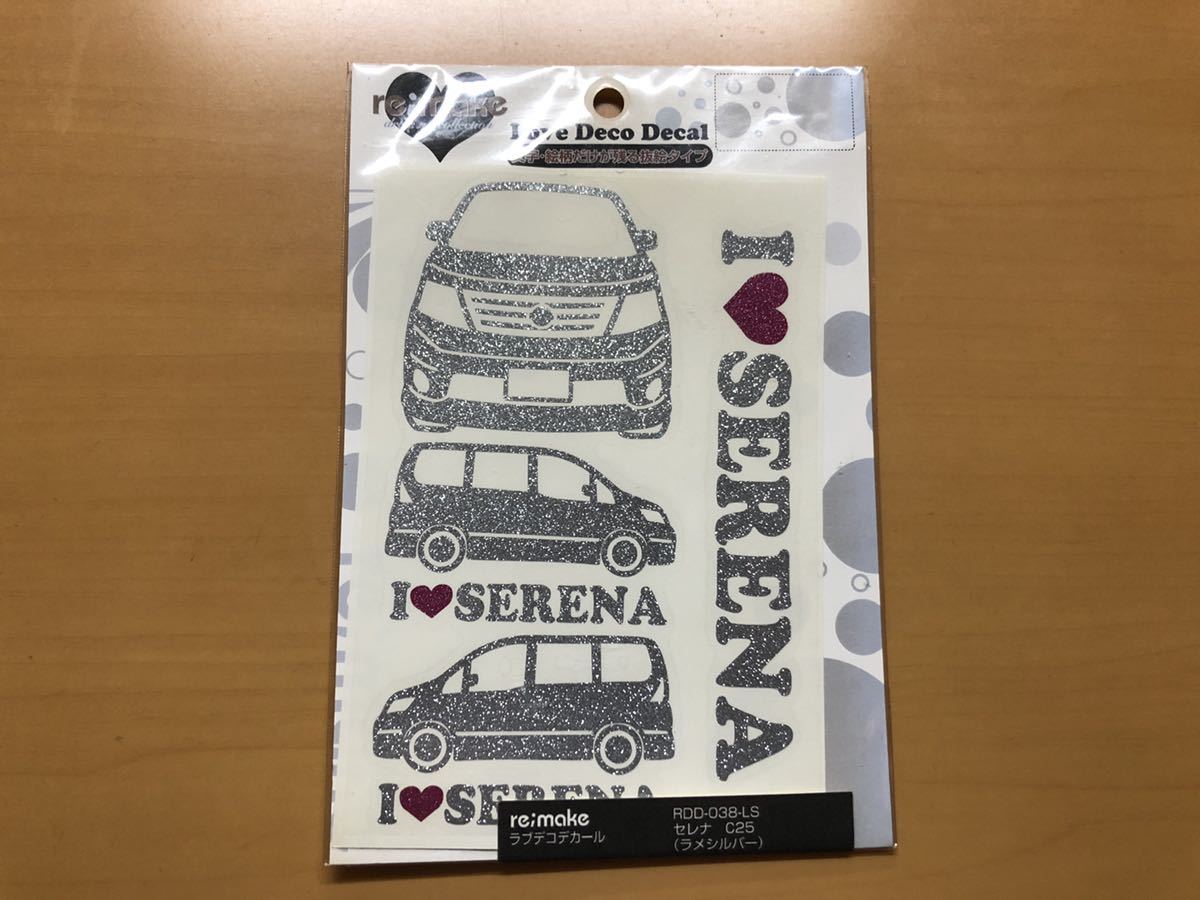 re;make
collection
Love Deco Decal
文字・絵柄だけが残る抜絵タイプ
I♥SERENA
I♥SERENA
I♥SERENA
re;make
ラブデコデカール
RDD-038-LS
セレナ C25
(ラメシルバー)